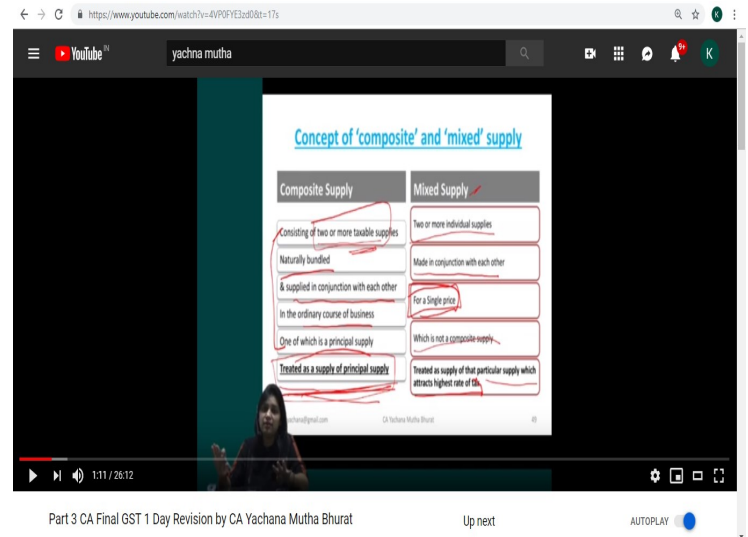 https://www.youtube.com/watch?v=4VP0FYE3zd0&t=17s
K
YouTube IN
yachna mutha
9+
K
Concept of 'composite' and 'mixed' supply
Composite Supply
Consisting of two or more taxable supplies
Naturally bundled
& supplied in conjunction with each other
In the ordinary course of business
One of which is a principal supply
Treated as a supply of principal supply
Mixed Supply
Two or more individual supplies
Made in conjunction with each other
For a Single price
Which is not a composite supply
Treated as supply of that particular supply which
attracts highest rate of tax
CA Yachana Mutha Bhurat
49
1:11 / 26:12
Part 3 CA Final GST 1 Day Revision by CA Yachana Mutha Bhurat
Up next
AUTOPLAY